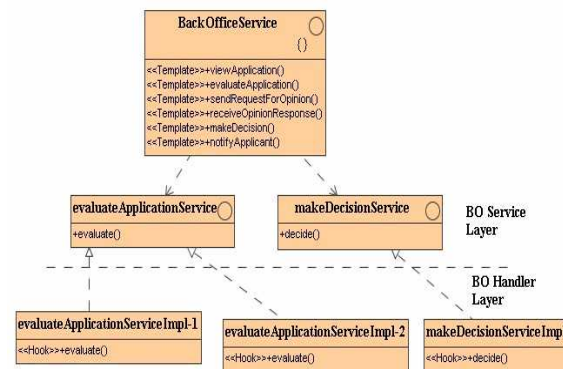 BackOfficeService
( )
<<Template>>+viewApplication()
<<Template>>+evaluateApplication()
<<Template>>+sendRequestForOpinion()
<<Template>>+receiveOpinionResponse()
<<Template>>+makeDecision()
<<Template>>+notifyApplicant()
evaluateApplicationService
+evaluate()
makeDecisionService
+decide()
BO Service
Layer
BO Handler
Layer
evaluateApplicationServiceImpl-1
<<Hook>>+evaluate()
evaluateApplicationServiceImpl-2
<<Hook>>+evaluate()
makeDecisionServiceImp
<<Hook>>+decide()